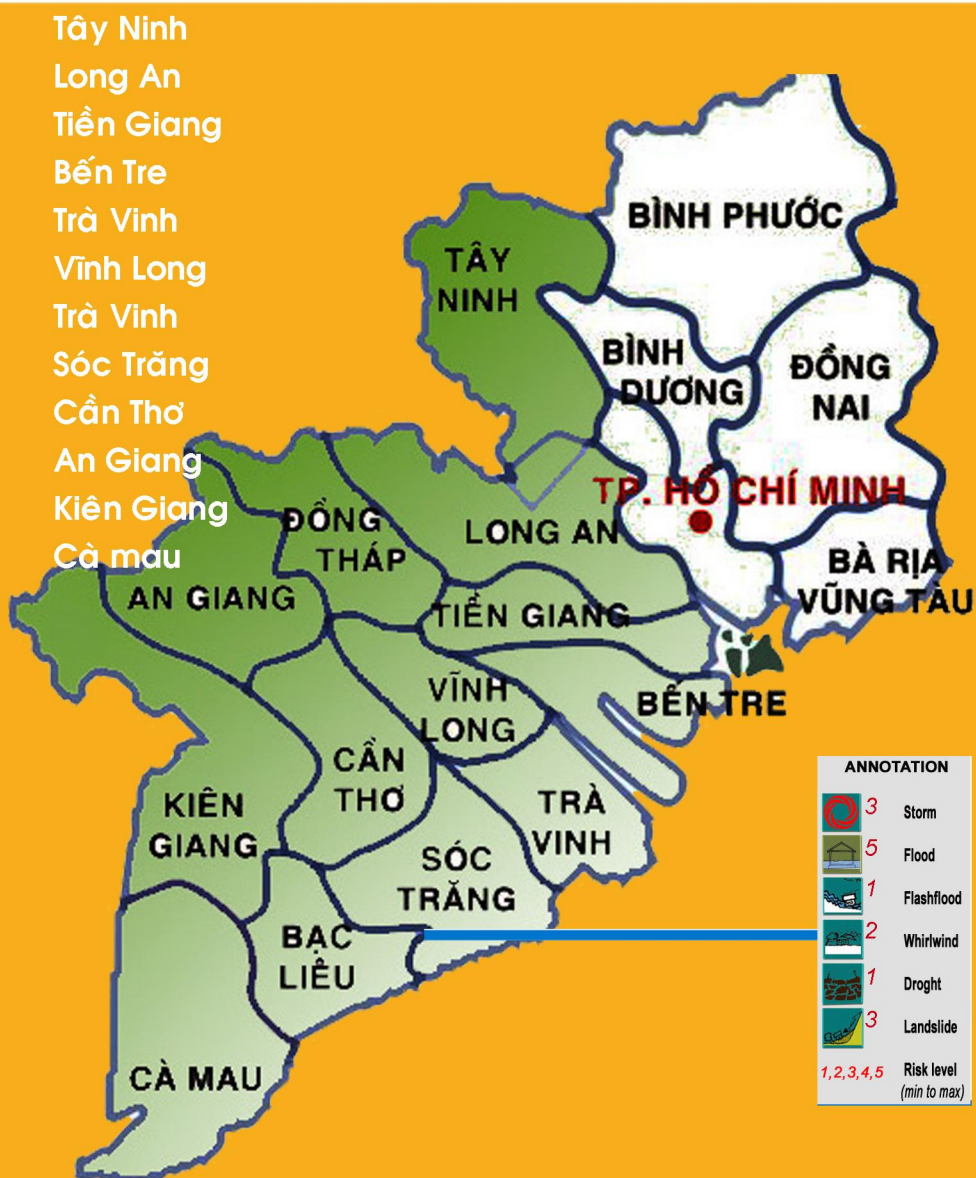 Tây Ninh
Long An
Tiền Giang
Bến Tre
Trà Vinh
Vĩnh Long
Trà Vinh
Sóc Trăng
Cần Thơ
An Giang
Kiên Giang
Cà mau
BÌNH PHƯỚC
TÂY
NINH
BÌNH
DƯƠNG
ĐỒNG
NAI
TP. HỒ CHÍ MINH
ĐỒNG
THÁP
LONG AN
BÀ RỊA
VŨNG TÀU
AN GIANG
TIỀN GIANG
VĨNH
LONG
BẾN TRE
CẦN
THƠ
KIÊN
GIANG
TRÀ
VINH
SÓC
TRĂNG
BẠC
LIÊU
CÀ MAU
ANNOTATION
3 Storm
5 Flood
1 Flashflood
2 Whirlwind
1 Droght
3 Landslide
1,2,3,4,5 Risk level
(min to max)